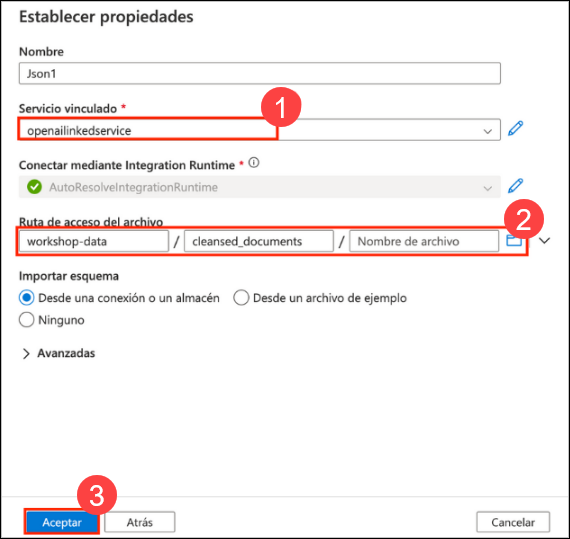 Establecer propiedades
Nombre
Json1
Servicio vinculado *
1
openailinkedservice
Conectar mediante Integration Runtime *
AutoResolveIntegrationRuntime
Ruta de acceso del archivo
2
workshop-data / cleansed_documents / Nombre de archivo
Importar esquema
Desde una conexión o un almacén Desde un archivo de ejemplo
Ninguno
Avanzadas
3
Aceptar Atrás Cancelar